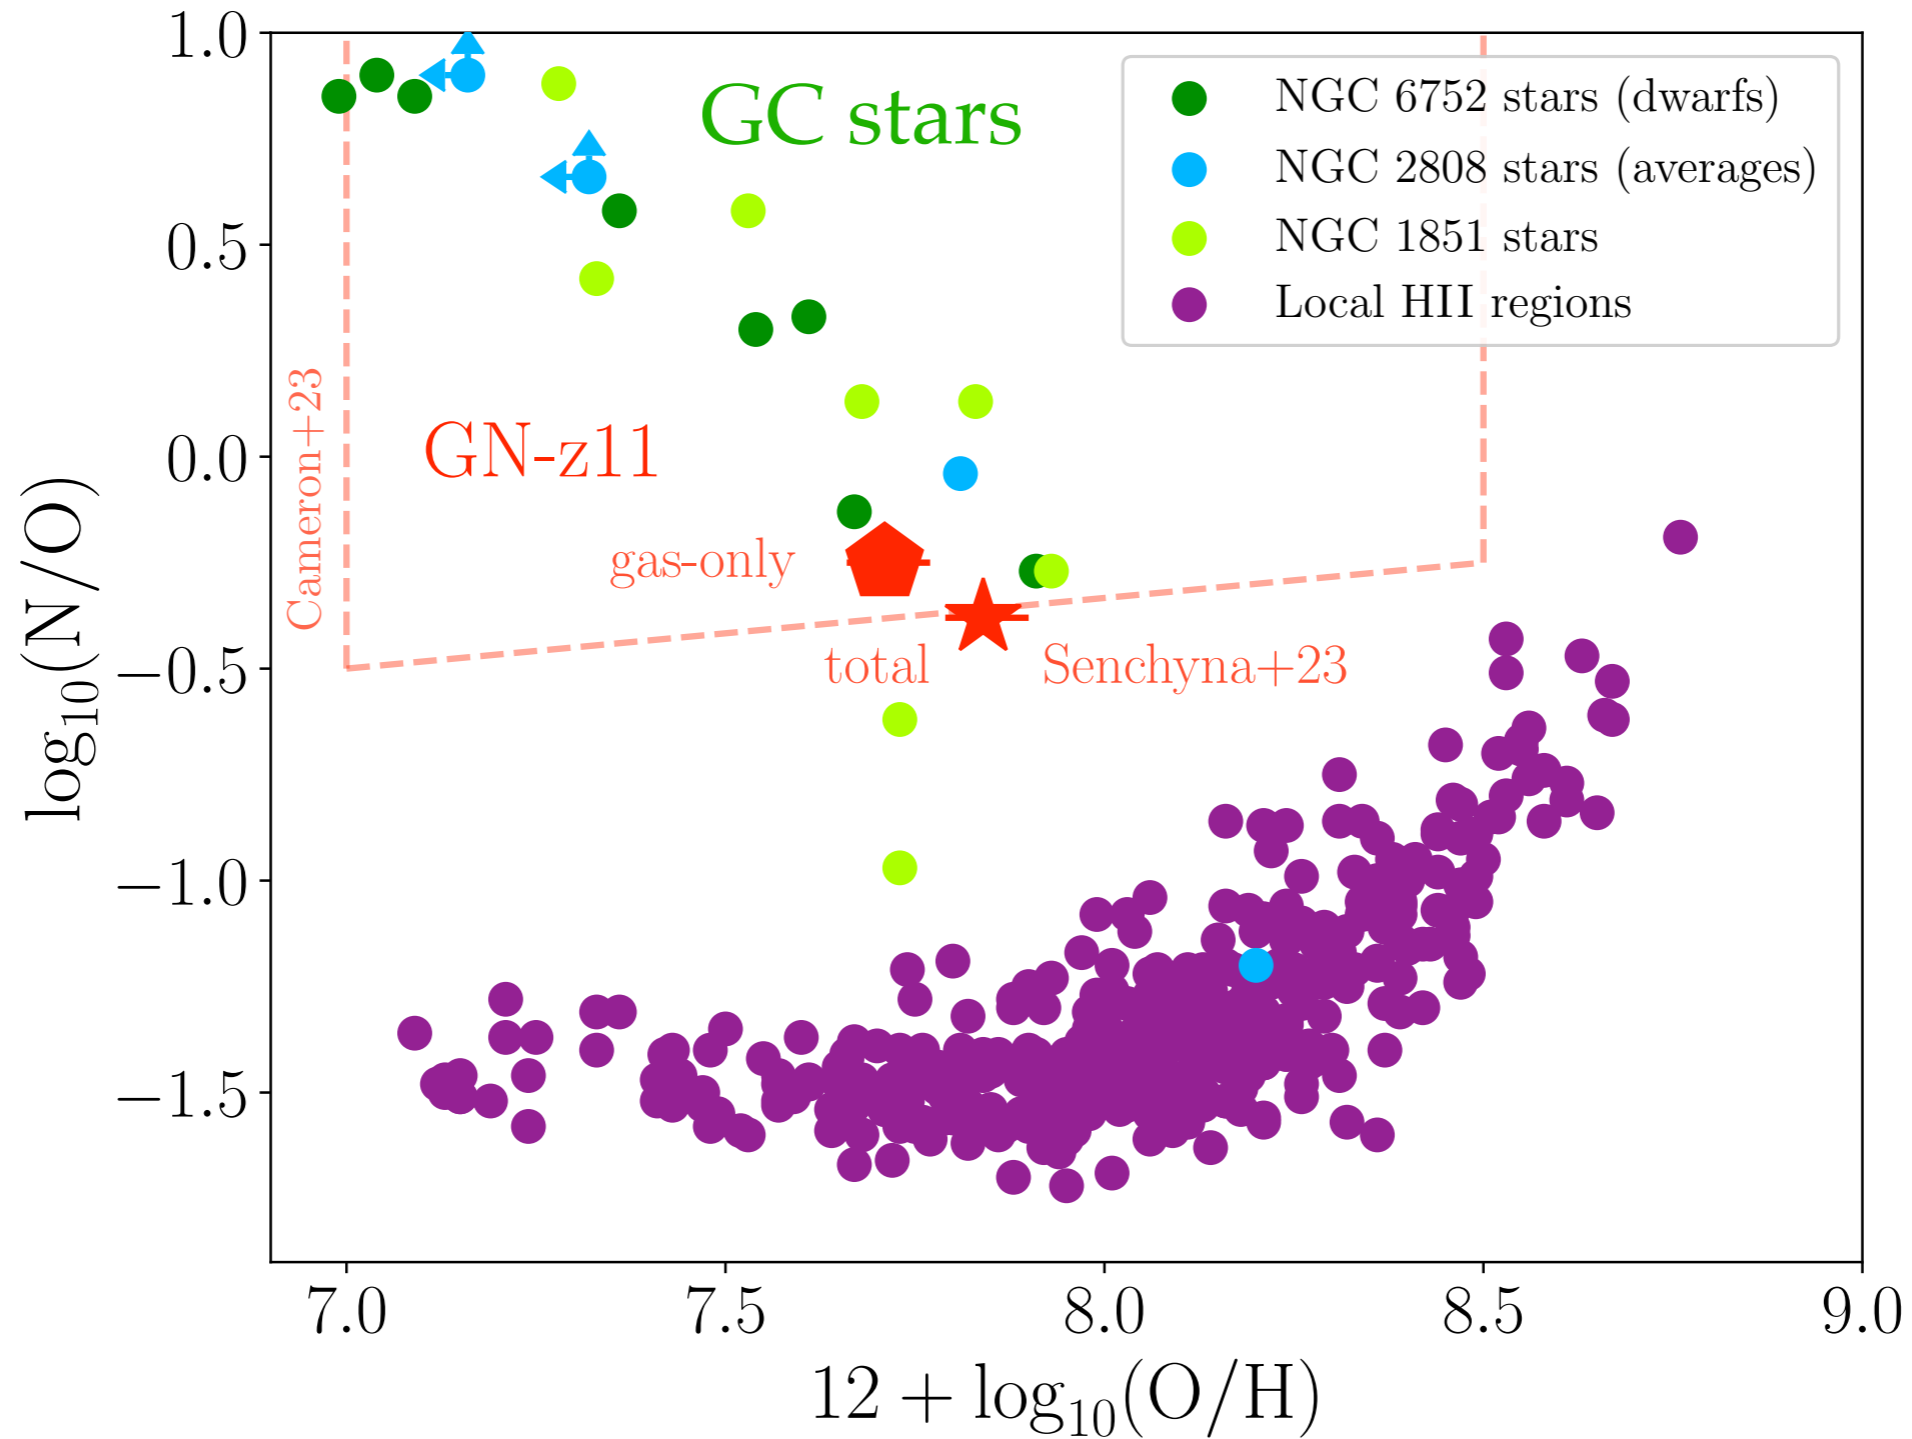 1.0
0.5
0.0
−0.5
−1.0
−1.5
log₁₀(N/O)
Cameron+23
GC stars
GN-z11
gas-only
total
Senchyna+23
NGC 6752 stars (dwarfs)
NGC 2808 stars (averages)
NGC 1851 stars
Local HII regions
7.0 7.5 8.0 8.5 9.0
12 + log₁₀(O/H)